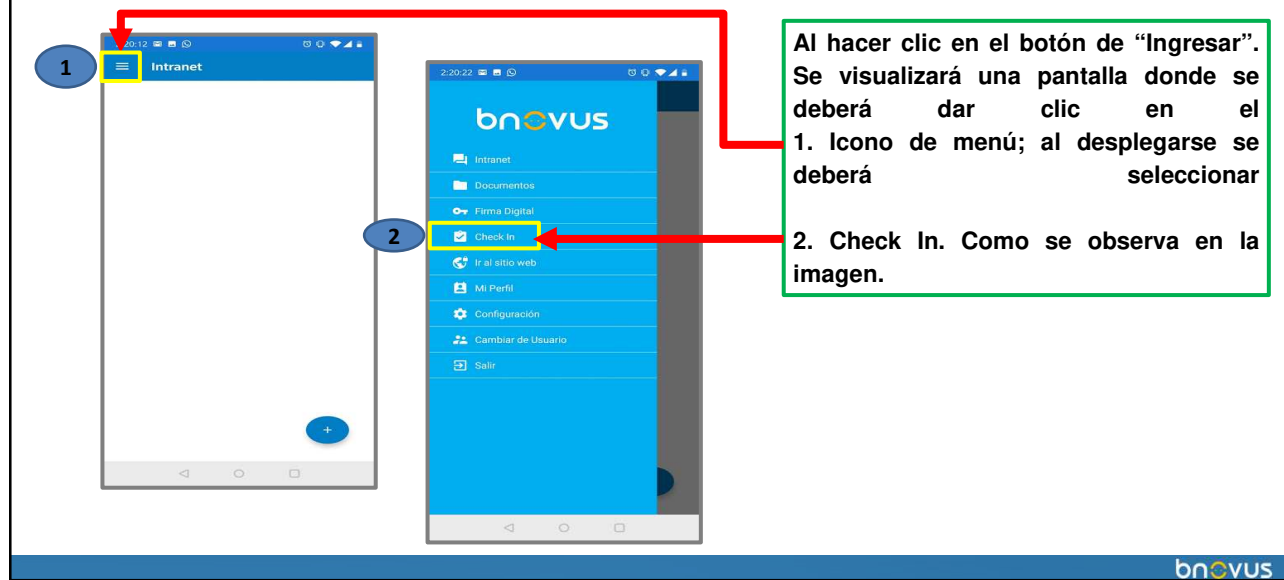 1
2:20:12
Intranet
+
2:20:22
bnovus
Intranet
Documentos
Firma Digital
2
Check In
Ir al sitio web
Mi Perfil
Configuración
Cambiar de Usuario
Salir
Al hacer clic en el botón de “Ingresar”.
Se visualizará una pantalla donde se
deberá dar clic en el
1. Icono de menú; al desplegarse se
deberá seleccionar
2. Check In. Como se observa en la
imagen.
bnovus